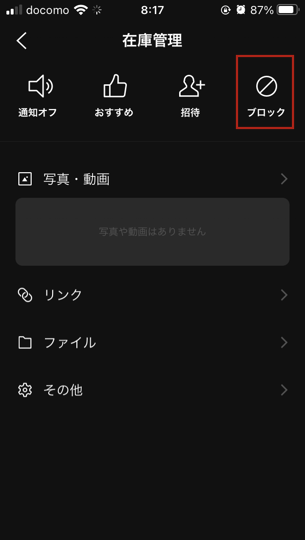 docomo 8:17 87%
在庫管理
通知オフ おすすめ 招待 ブロック
写真・動画
写真や動画はありません
リンク
ファイル
その他